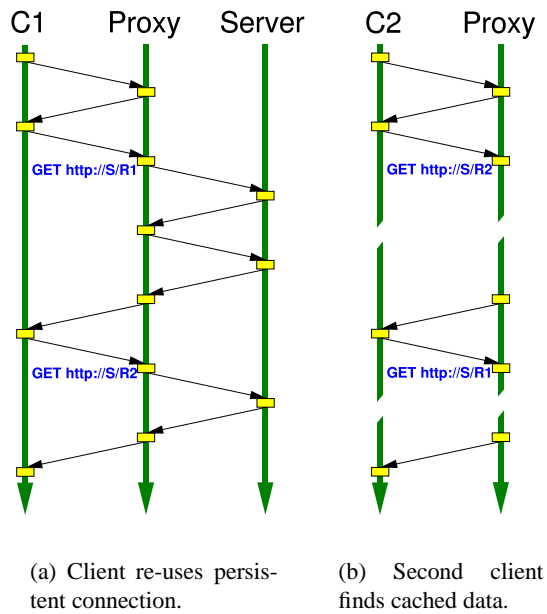 C1 Proxy Server
GET http://S/R1
GET http://S/R2
(a) Client re-uses persis-
tent connection.
C2 Proxy
GET http://S/R2
GET http://S/R1
(b) Second client
finds cached data.